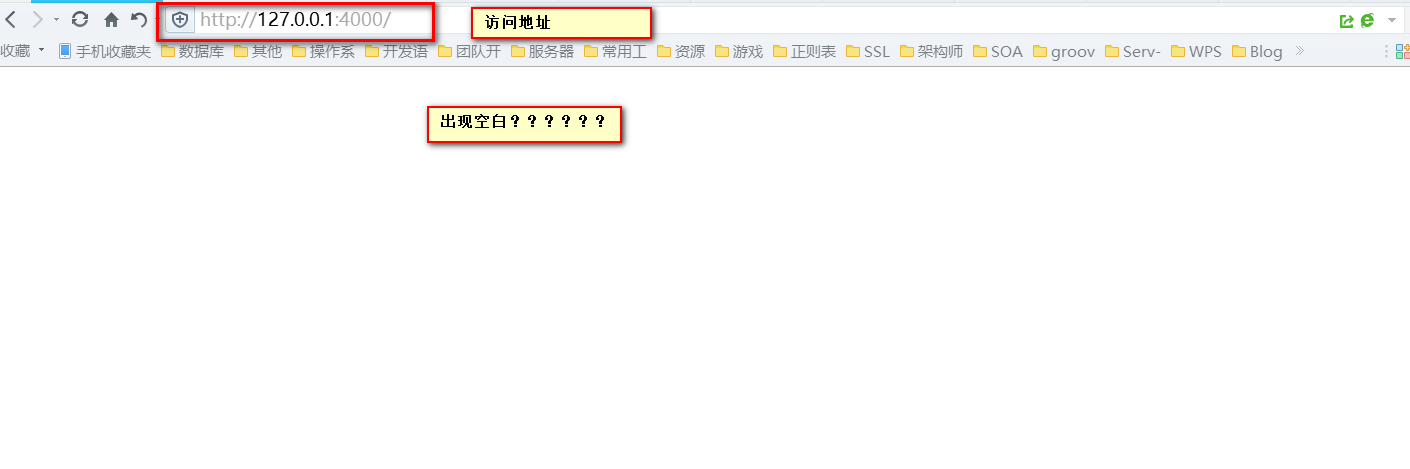 http://127.0.0.1:4000/
访问地址
收藏 手机收藏夹 数据库 其他 操作系 开发语 团队开 服务器 常用工 资源 游戏 正则表 SSL 架构师 SOA groov Serv- WPS Blog
出现空白？？？？？？